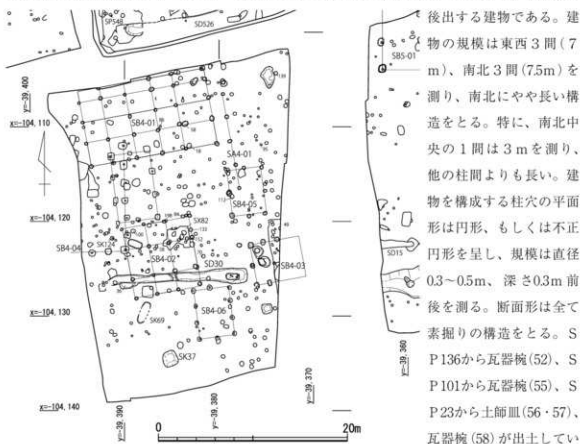 SP548
SD526
y=-39,400
x=-104,110
SB4-01
SA4-01
SB4-05
x=-104,120
SK82
SB4-04
SK124
SB4-02
SD30
SB4-03
x=-104,130
SB4-06
SK69
SK37
x=-104,140
y=-39,390
y=-39,380
y=-39,370
0
20m
SB5-01
SD15
y=-39,360
後出する建物である。建
物の規模は東西3間(7
m)、南北3間(7.5m)を
測り、南北にやや長い構
造をとる。特に、南北中
央の1間は3mを測り、
他の柱間よりも長い。建
物を構成する柱穴の平面
形は円形、もしくは不正
円形を呈し、規模は直径
0.3~0.5m、深さ0.3m前
後を測る。断面形は全て
素掘りの構造をとる。S
P136から瓦器椀(52)、S
P101から瓦器椀(55)、S
P23から土師皿(56・57)、
瓦器椀(58)が出土してい